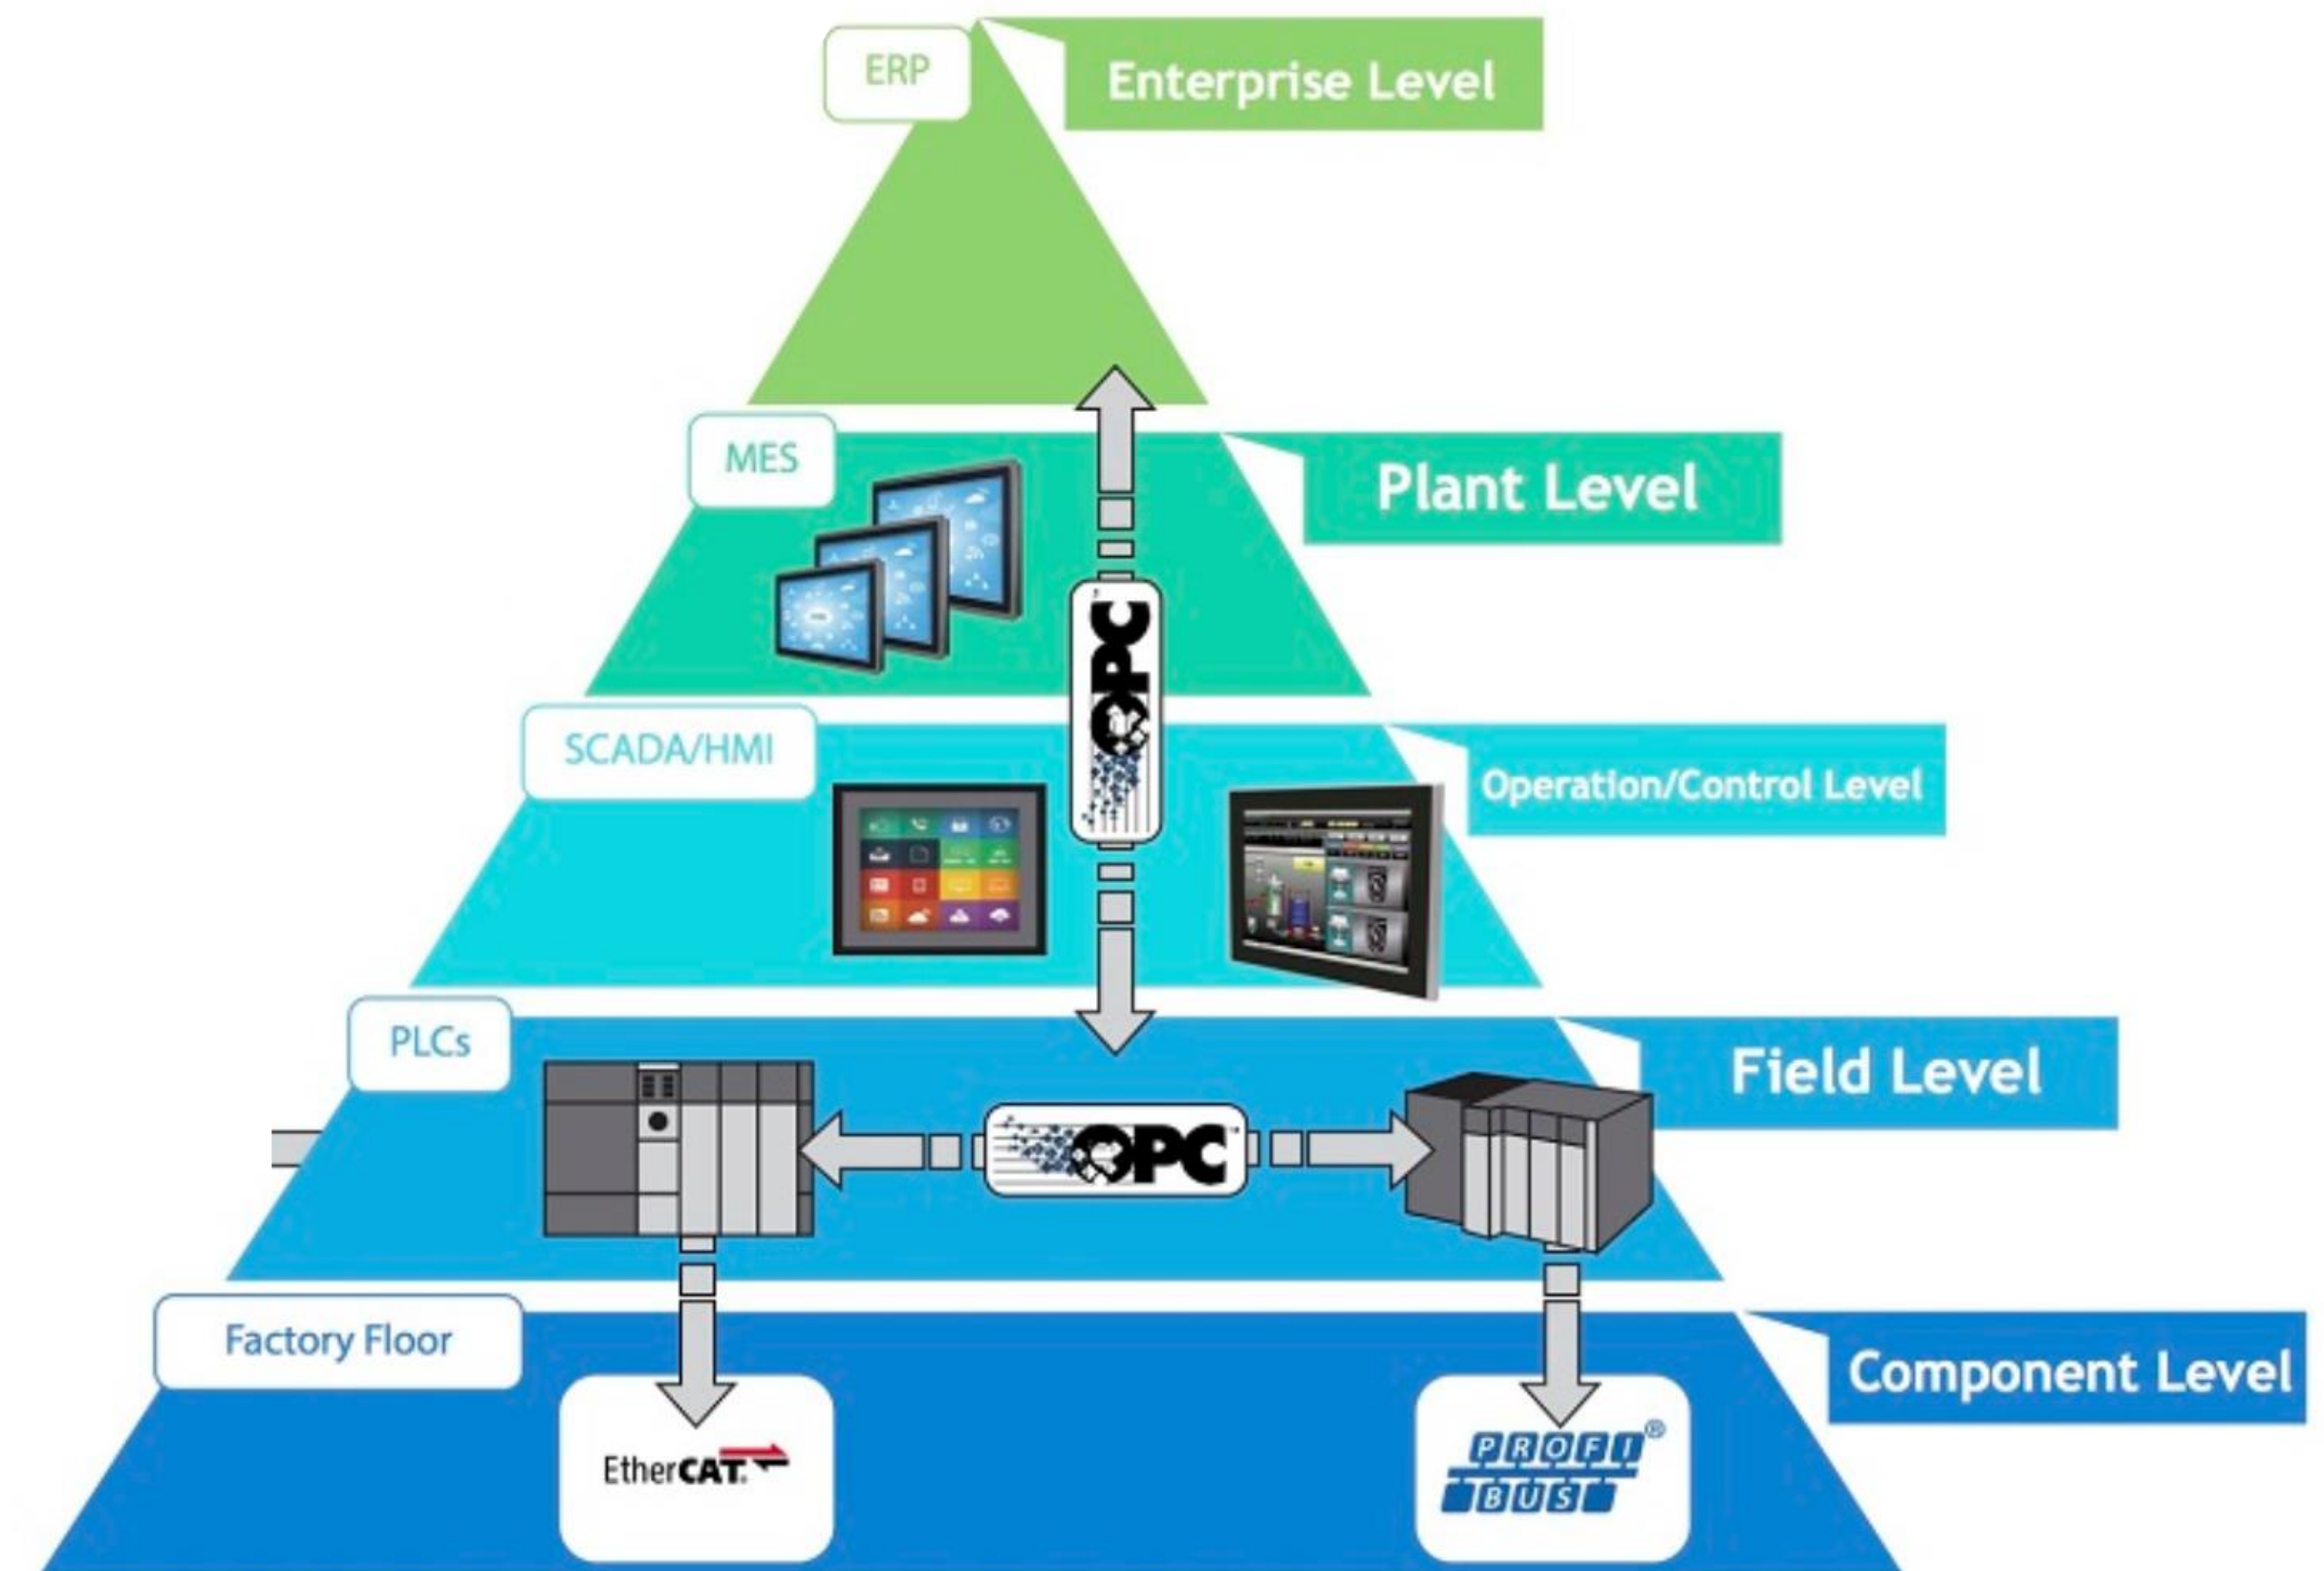 ERP
Enterprise Level
MES
Plant Level
OPC
SCADA/HMI
Operation/Control Level
PLCs
Field Level
OPC
Factory Floor
Component Level
EtherCAT
PROFI®
BUS